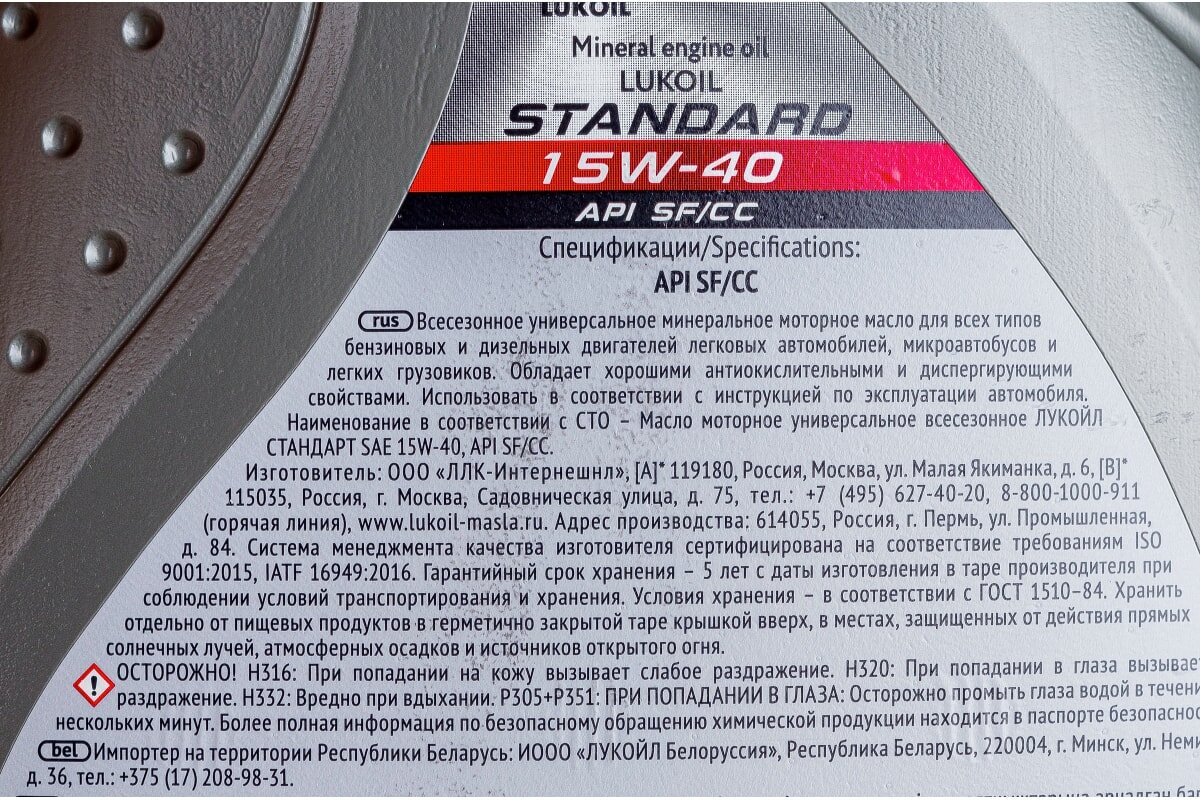 LUKOIL
Mineral engine oil
LUKOIL
STANDARD
15W-40
API SF/CC
Спецификации/Specifications:
API SF/CC
rus Всесезонное универсальное минеральное моторное масло для всех типов
бензиновых и дизельных двигателей легковых автомобилей, микроавтобусов и
легких грузовиков. Обладает хорошими антиокислительными и диспергирующими
свойствами. Использовать в соответствии с инструкцией по эксплуатации автомобиля.
Наименование в соответствии с СТО – Масло моторное универсальное всесезонное ЛУКОЙЛ
СТАНДАРТ SAE 15W-40, API SF/CC.
Изготовитель: ООО «ЛЛК-Интернешнл», [A]* 119180, Россия, Москва, ул. Малая Якиманка, д. 6, [B]*
115035, Россия, г. Москва, Садовническая улица, д. 75, тел.: +7 (495) 627-40-20, 8-800-1000-911
(горячая линия), www.lukoil-masla.ru. Адрес производства: 614055, Россия, г. Пермь, ул. Промышленная,
д. 84. Система менеджмента качества изготовителя сертифицирована на соответствие требованиям ISO
9001:2015, IATF 16949:2016. Гарантийный срок хранения – 5 лет с даты изготовления в таре производителя при
соблюдении условий транспортирования и хранения. Условия хранения – в соответствии с ГОСТ 1510–84. Хранить
отдельно от пищевых продуктов в герметично закрытой таре крышкой вверх, в местах, защищенных от действия прямых
солнечных лучей, атмосферных осадков и источников открытого огня.
ОСТОРОЖНО! H316: При попадании на кожу вызывает слабое раздражение. H320: При попадании в глаза вызывае
раздражение. H332: Вредно при вдыхании. P305+P351: ПРИ ПОПАДАНИИ В ГЛАЗА: Осторожно промыть глаза водой в течени
нескольких минут. Более полная информация по безопасному обращению химической продукции находится в паспорте безопасно
bel Импортер на территории Республики Беларусь: ИООО «ЛУКОЙЛ Белоруссия», Республика Беларусь, 220004, г. Минск, ул. Неми
д. 36, тел.: +375 (17) 208-98-31.